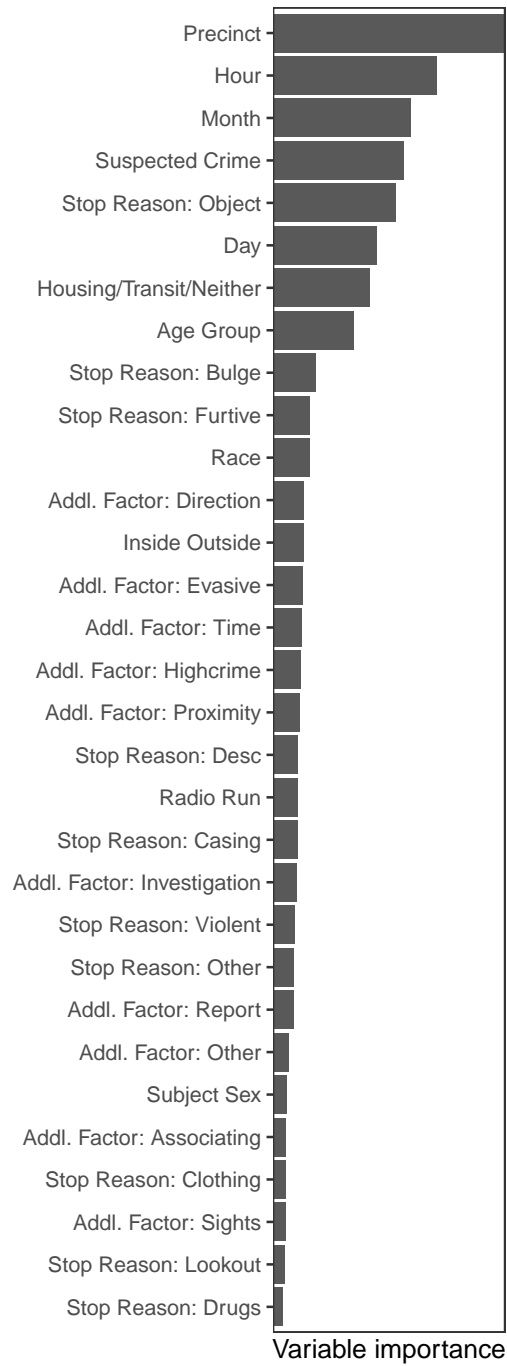 Precinct
Hour
Month
Suspected Crime
Stop Reason: Object
Day
Housing/Transit/Neither
Age Group
Stop Reason: Bulge
Stop Reason: Furtive
Race
Addl. Factor: Direction
Inside Outside
Addl. Factor: Evasive
Addl. Factor: Time
Addl. Factor: Highcrime
Addl. Factor: Proximity
Stop Reason: Desc
Radio Run
Stop Reason: Casing
Addl. Factor: Investigation
Stop Reason: Violent
Stop Reason: Other
Addl. Factor: Report
Addl. Factor: Other
Subject Sex
Addl. Factor: Associating
Stop Reason: Clothing
Addl. Factor: Sights
Stop Reason: Lookout
Stop Reason: Drugs
Variable importance